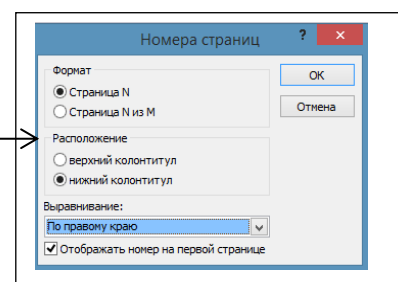 Номера страниц ? ×
Формат
Страница N
Страница N из M
ОК
Отмена
Расположение
верхний колонтитул
нижний колонтитул
Выравнивание:
По правому краю
Отображать номер на первой странице